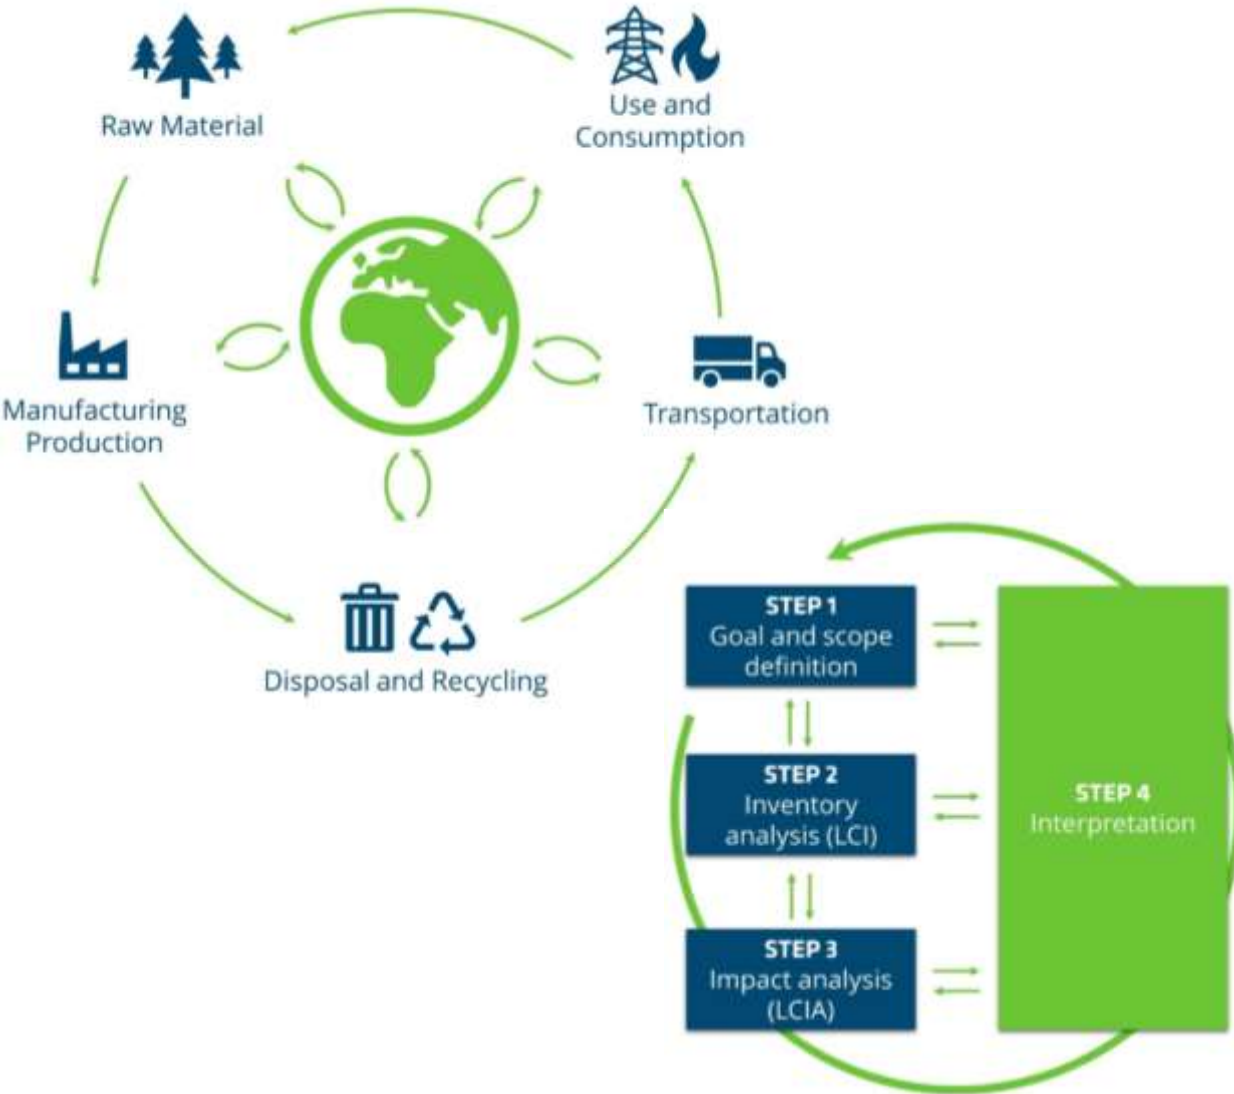 Raw Material
Use and
Consumption
Manufacturing
Production
Transportation
Disposal and Recycling
STEP 1
Goal and scope
definition
STEP 2
Inventory
analysis (LCI)
STEP 3
Impact analysis
(LCIA)
STEP 4
Interpretation